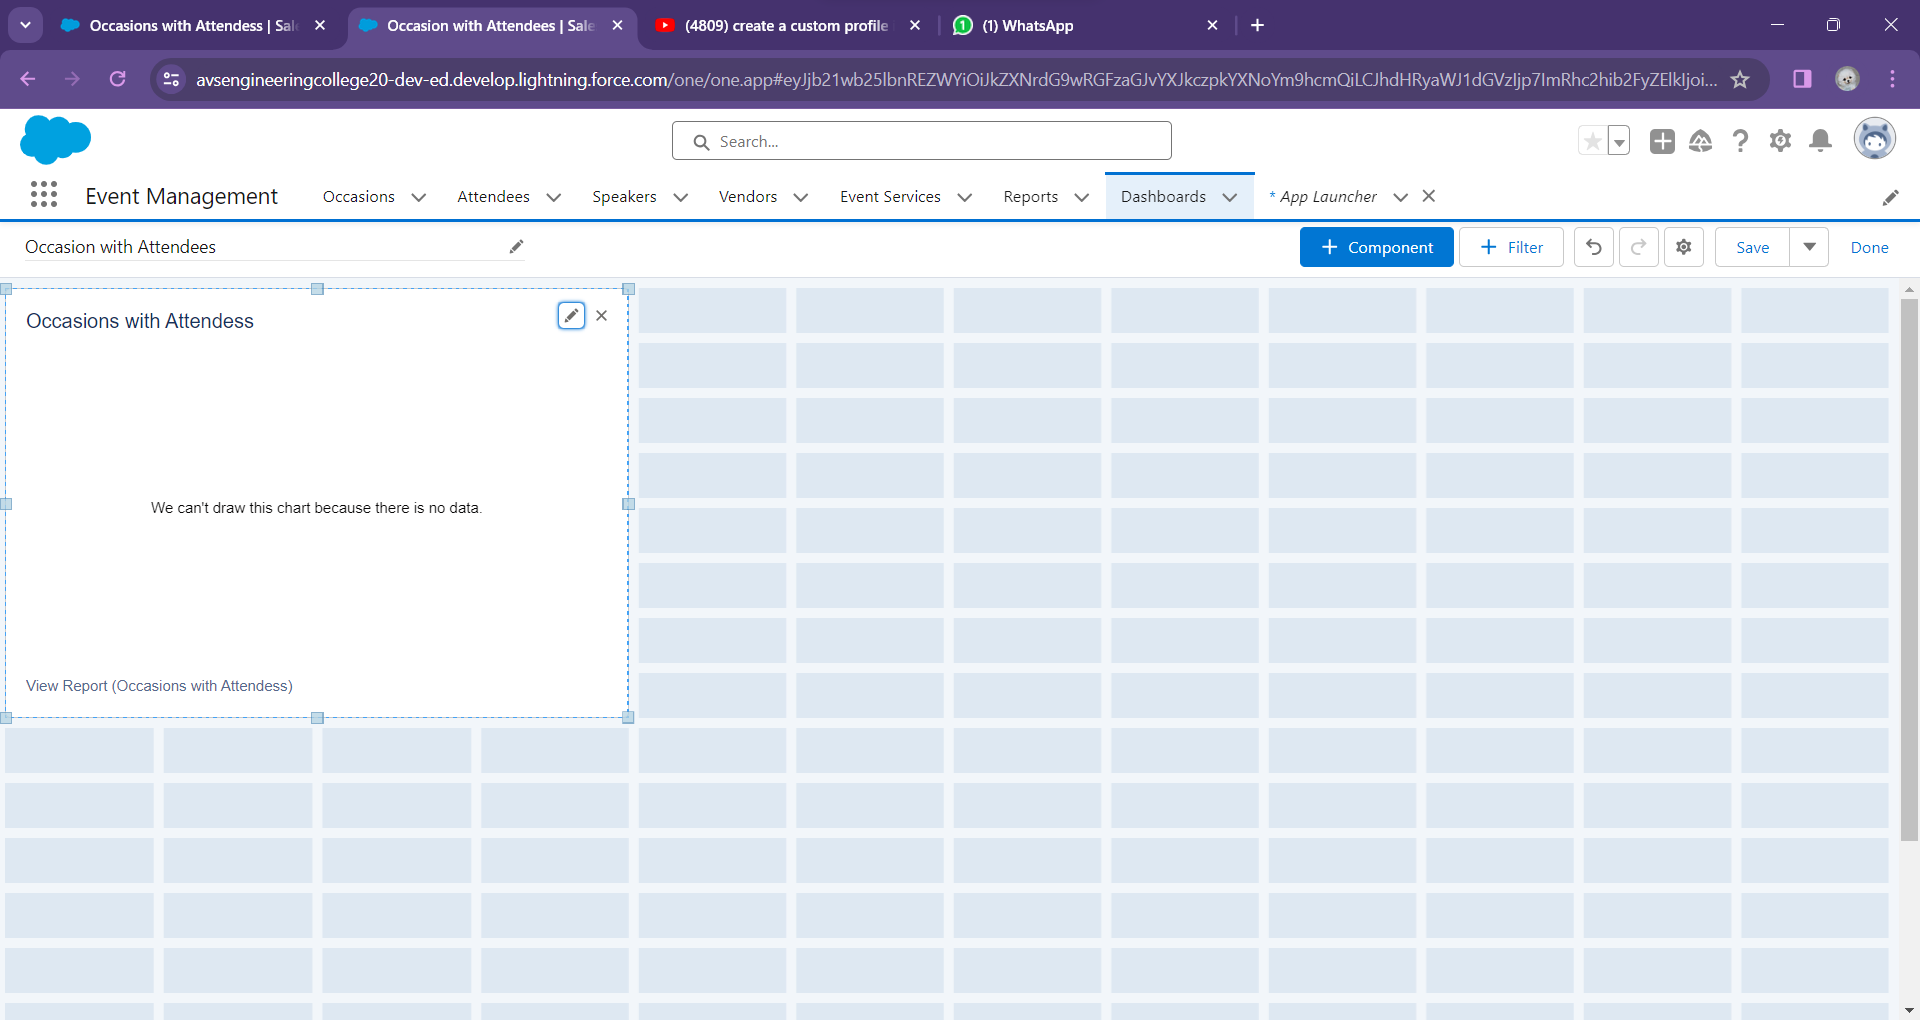 Occasions with Attendess | Sal
Occasion with Attendees | Sale
(4809) create a custom profile
(1) WhatsApp
avsengineeringcollege20-dev-ed.develop.lightning.force.com/one/one.app#eyJjb21wb25lbnREZWYiOiJkZXNrdG9wRGFzaGJvYXJkczpkYXNoYm9hcmQiLCJhdHRyaWJ1dGVzIjp7ImRhc2hib2FyZElkIjoi...
Search...
Event Management
Occasions
Attendees
Speakers
Vendors
Event Services
Reports
Dashboards
* App Launcher
Occasion with Attendees
+ Component
+ Filter
Save
Done
Occasions with Attendess
We can't draw this chart because there is no data.
View Report (Occasions with Attendess)